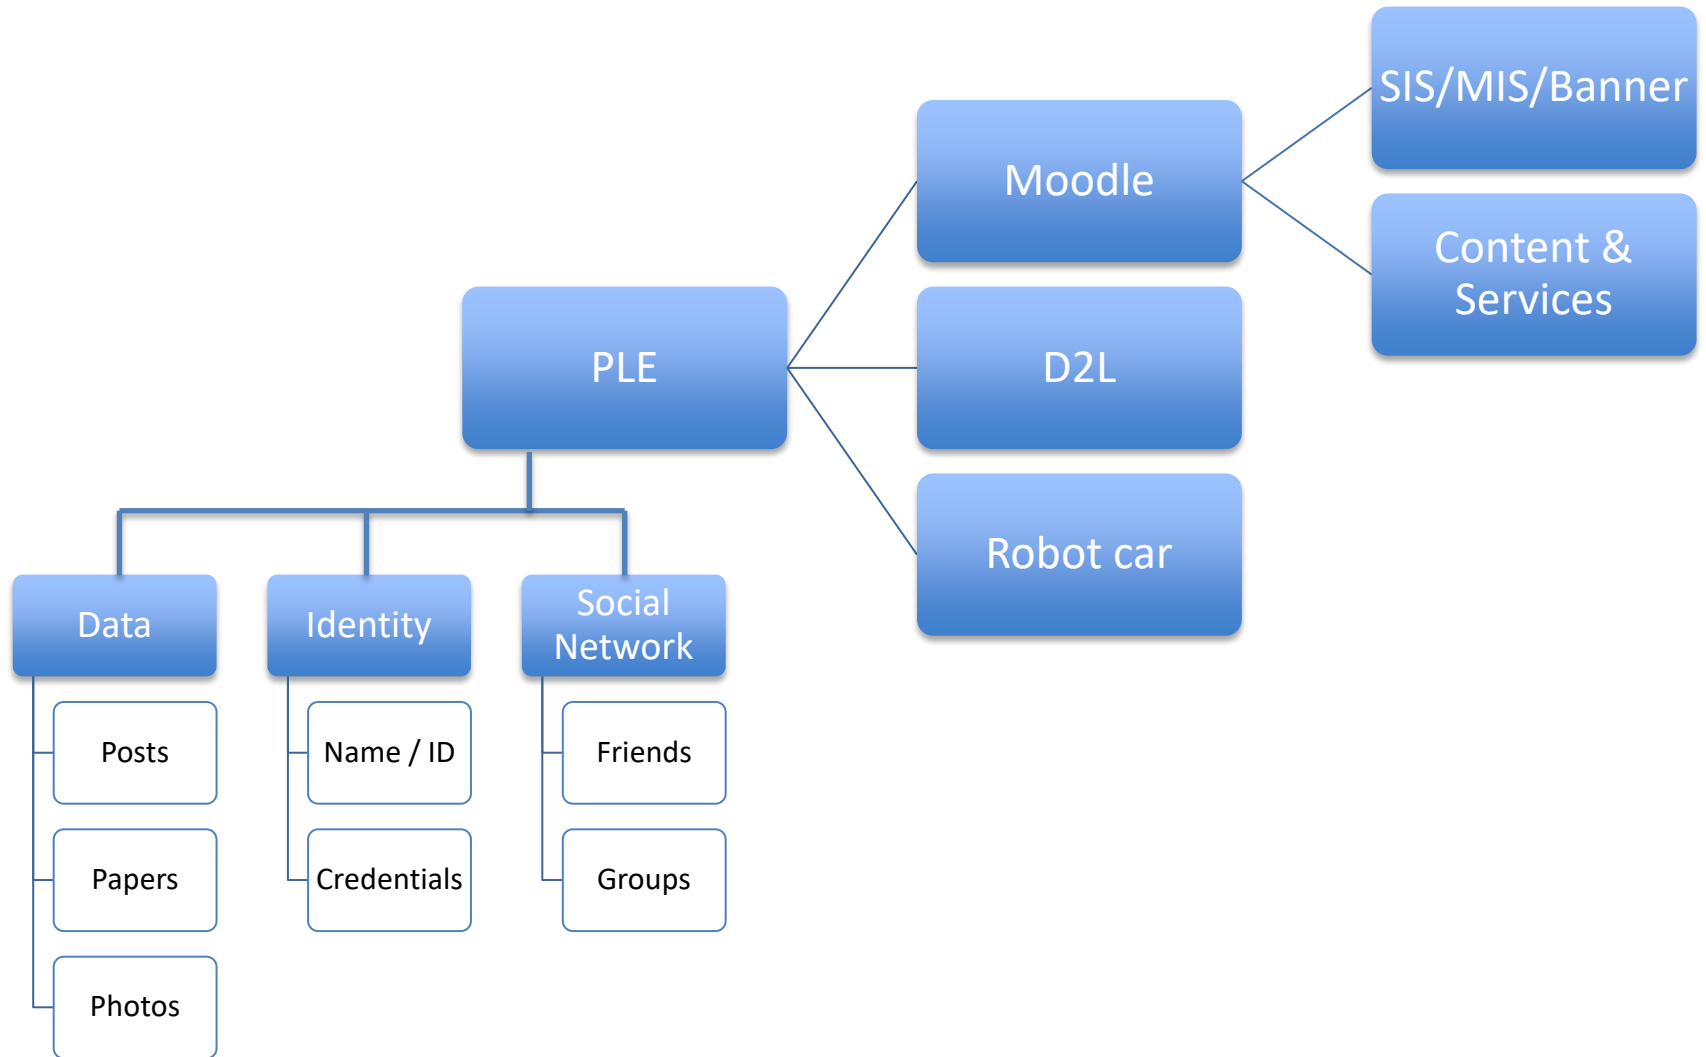 SIS/MIS/Banner
Moodle
Content &
Services
PLE
D2L
Robot car
Data
Identity
Social
Network
Posts
Name / ID
Friends
Papers
Credentials
Groups
Photos